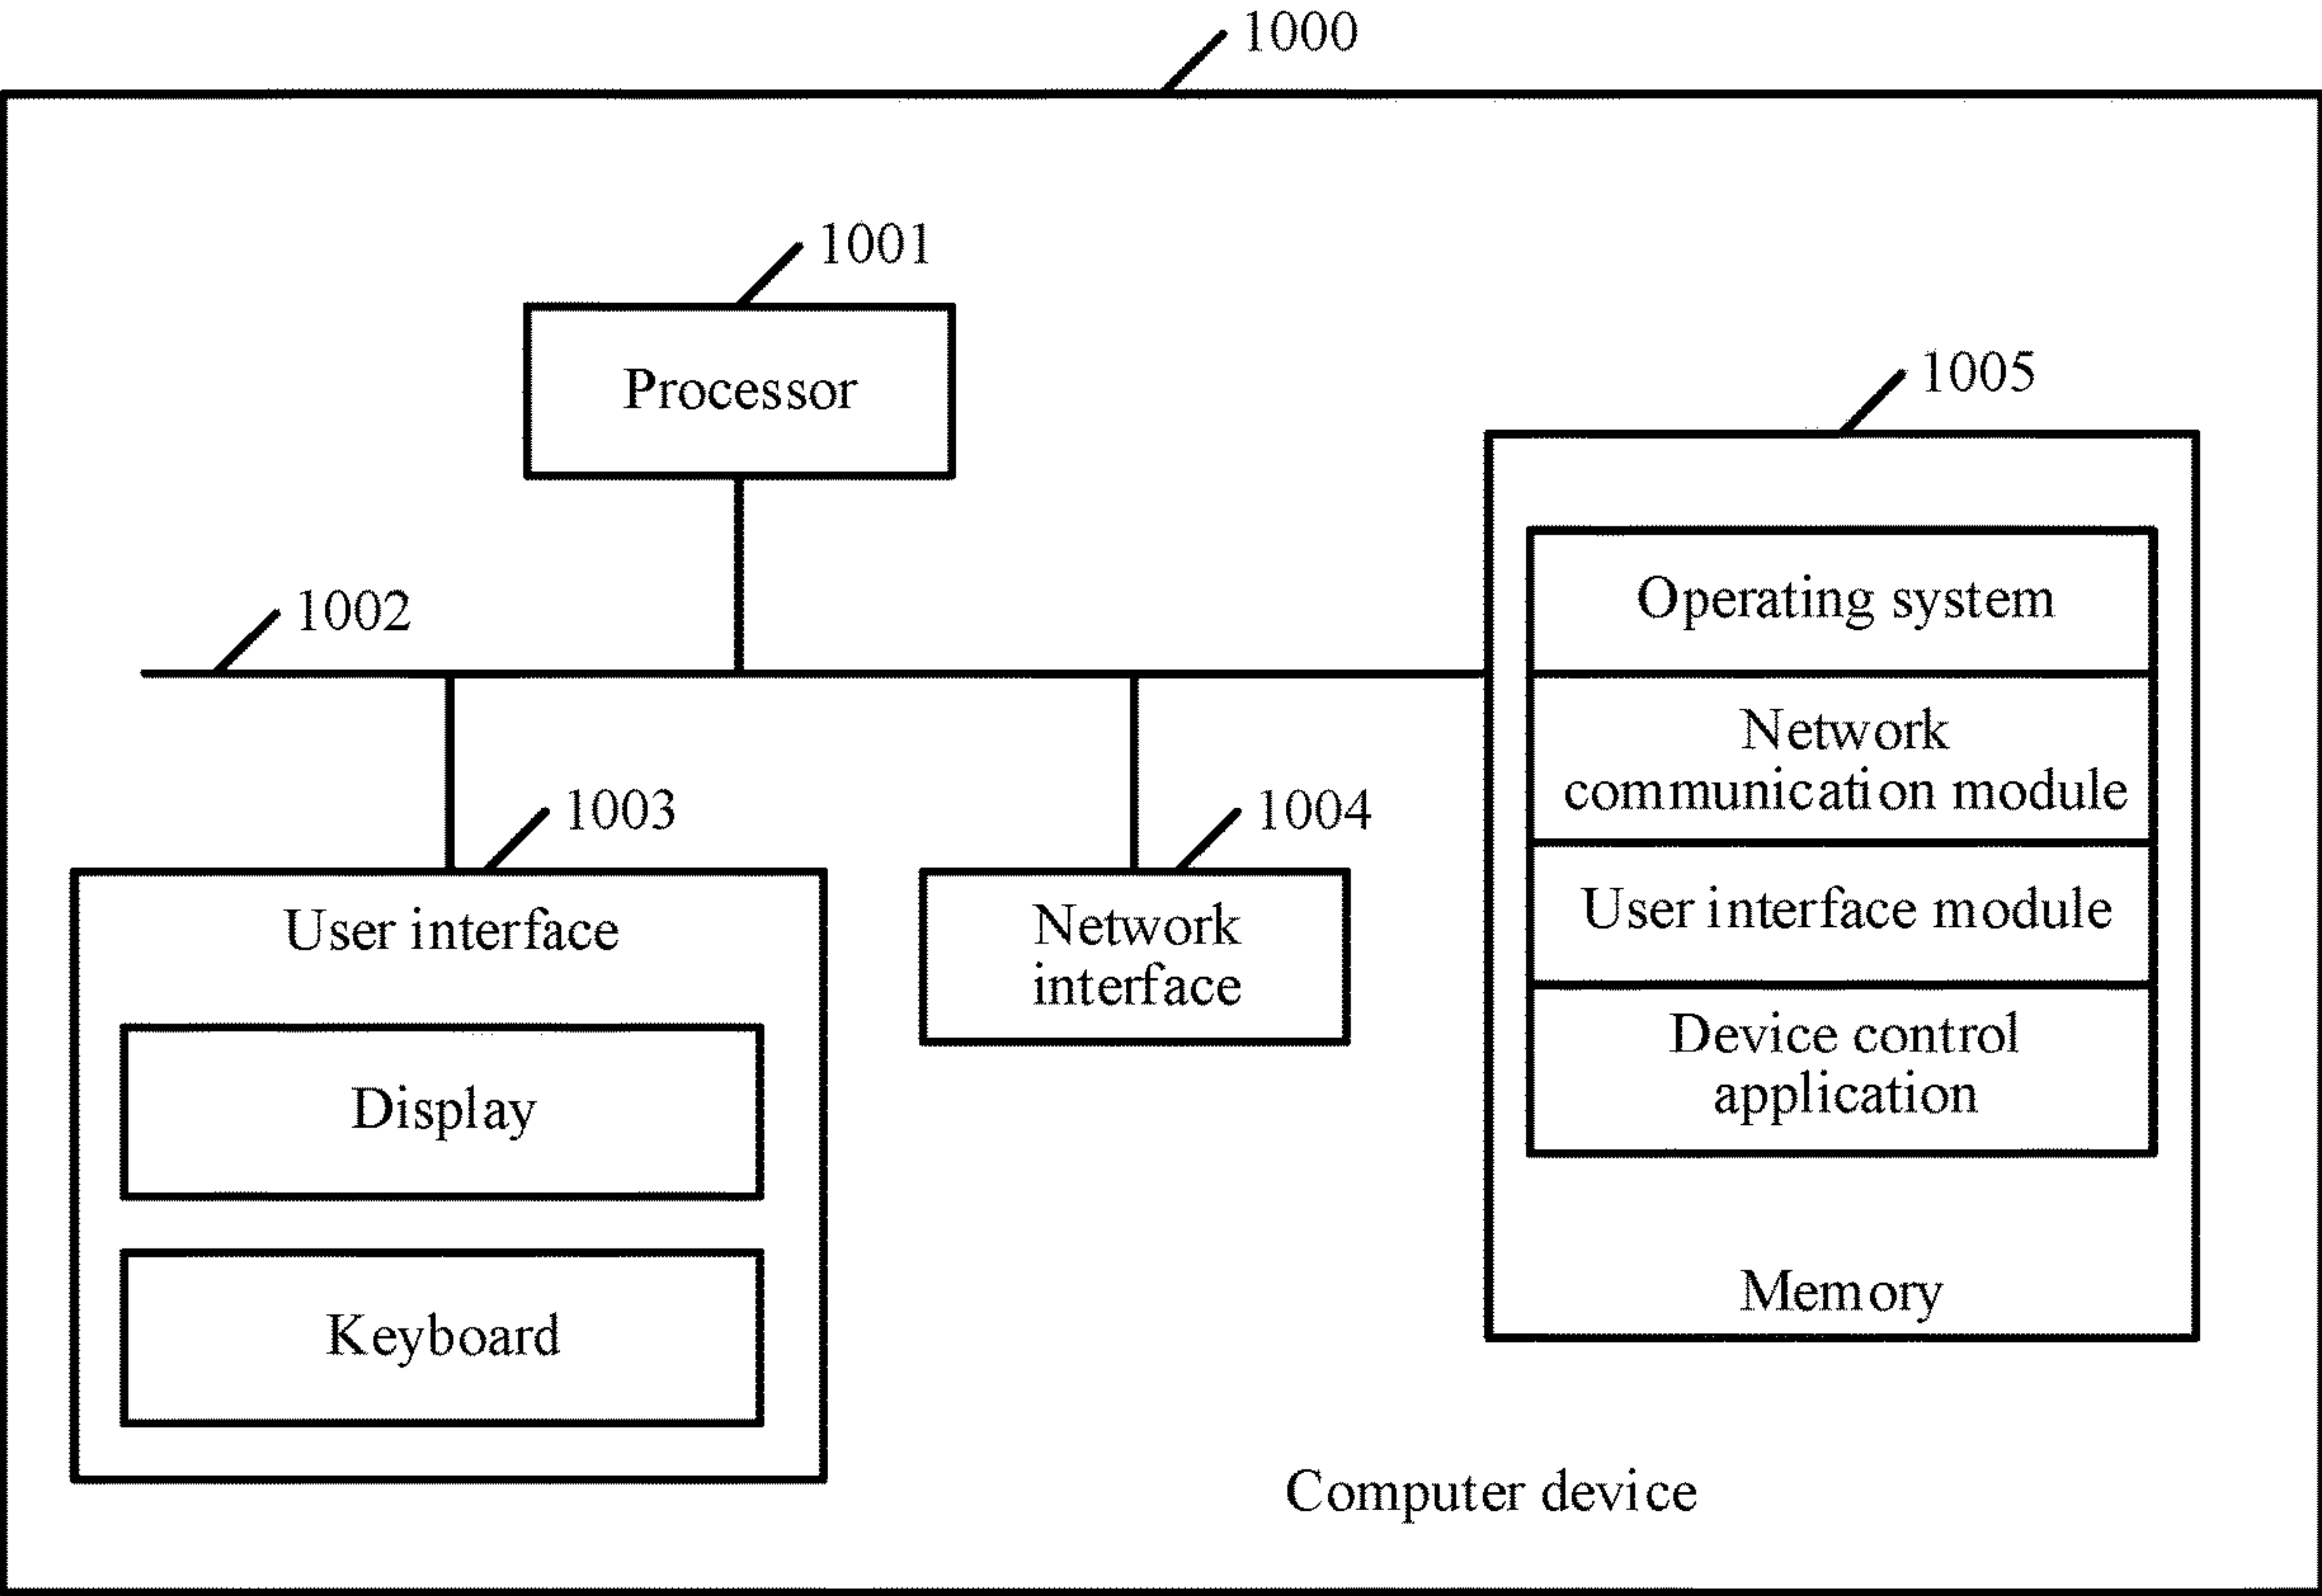 1000
1001
Processor
1005
Operating system
1002
Network
communication module
1003
1004
User interface
Network
interface
User interface module
Device control
application
Display
Keyboard
Memory
Computer device